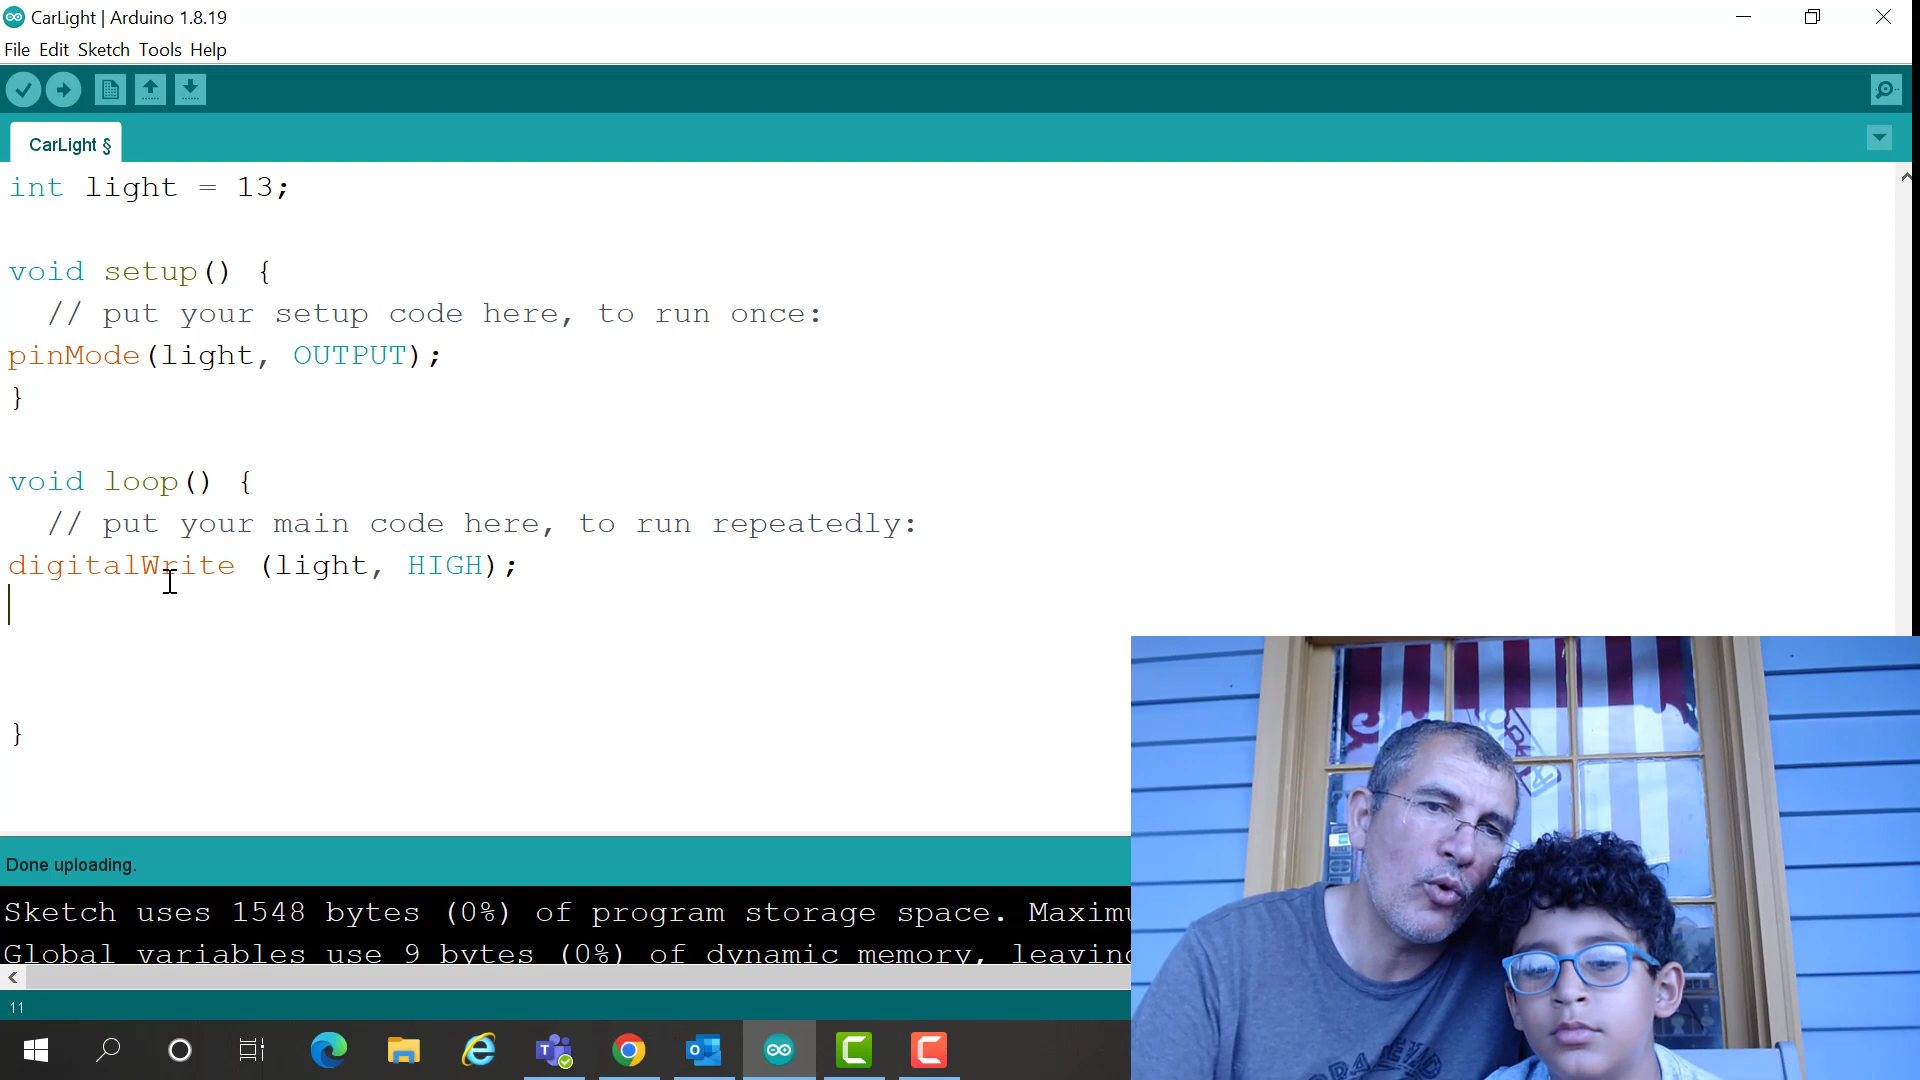 CarLight | Arduino 1.8.19
File Edit Sketch Tools Help
CarLight §
int light = 13;
void setup() {
// put your setup code here, to run once:
pinMode(light, OUTPUT);
}
void loop() {
// put your main code here, to run repeatedly:
digitalWrite (light, HIGH);
}
Done uploading.
Sketch uses 1548 bytes (0%) of program storage space.
Global variables use 9 bytes (0%) of dynamic memory,
11